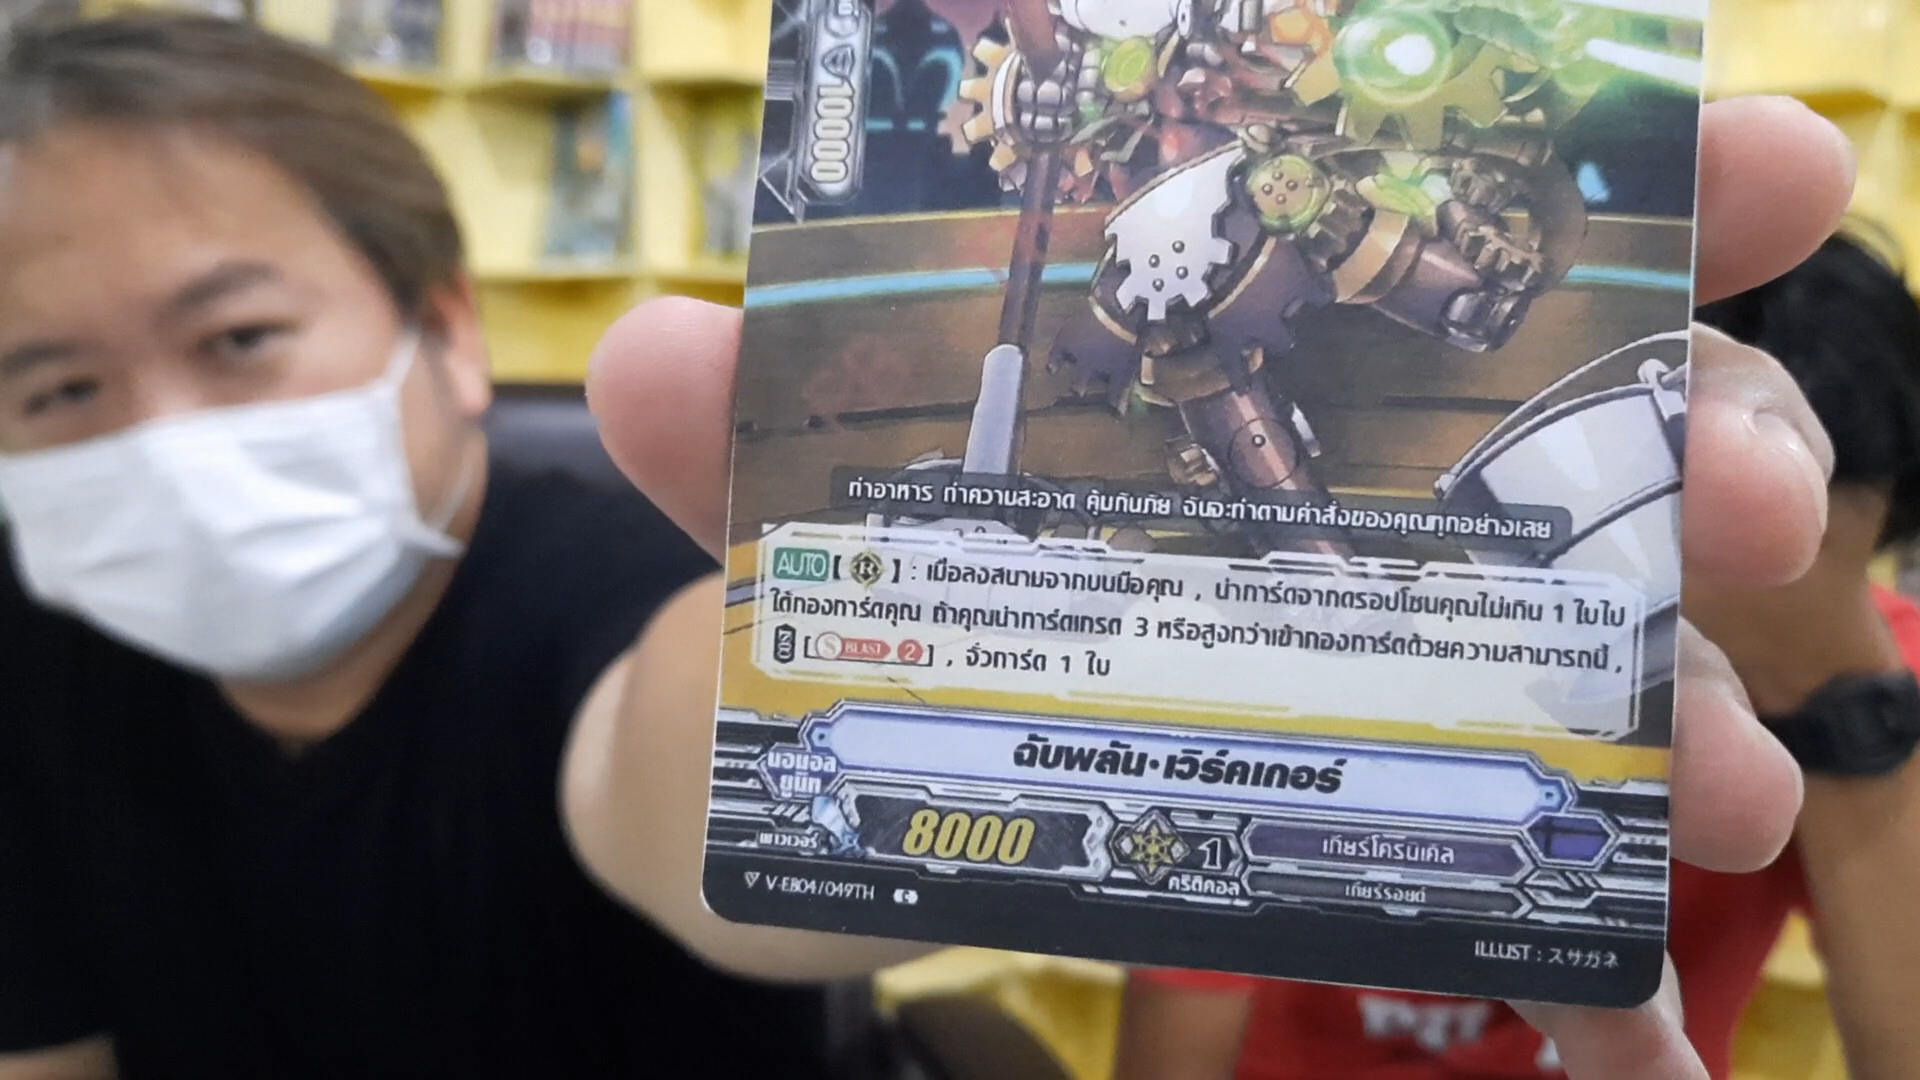 10000
ทำอาหาร ทำความสะอาด คุ้มกันภัย ฉันจะทำตามคำสั่งของคุณทุกอย่างเลย
AUTO【 R 】 : เมื่อลงสนามจากบนมือคุณ , นำการ์ดจากดรอปโซนคุณไม่เกิน 1 ใบไป
ใต้กองการ์ดคุณ ถ้าคุณนำการ์ดเกรด 3 หรือสูงกว่าเข้ากองการ์ดด้วยความสามารถนี้ ,
COST [ S BLAST 2 ] , จั่วการ์ด 1 ใบ
ฉับพลัน·เวิร์คเกอร์
นอมอล
ยูนิท
พาวเวอร์
8000
1
คริติคอล
เกียร์โครนิเคิล
เกียร์รอยด์
V-EB04/049TH C
ILLUST : スサガネ